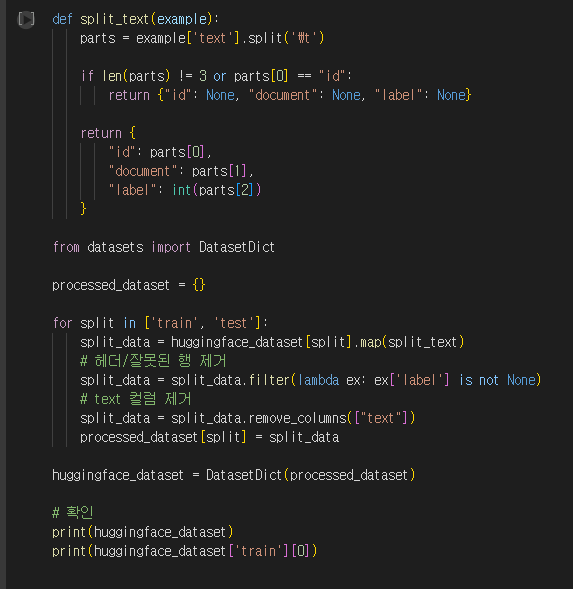 def split_text(example):
    parts = example['text'].split('₩t')

    if len(parts) != 3 or parts[0] == "id":
        return {"id": None, "document": None, "label": None}

    return {
        "id": parts[0],
        "document": parts[1],
        "label": int(parts[2])
    }

from datasets import DatasetDict

processed_dataset = {}

for split in ['train', 'test']:
    split_data = huggingface_dataset[split].map(split_text)
    # 헤더/잘못된 행 제거
    split_data = split_data.filter(lambda ex: ex['label'] is not None)
    # text 컬럼 제거
    split_data = split_data.remove_columns(["text"])
    processed_dataset[split] = split_data

huggingface_dataset = DatasetDict(processed_dataset)

# 확인
print(huggingface_dataset)
print(huggingface_dataset['train'][0])